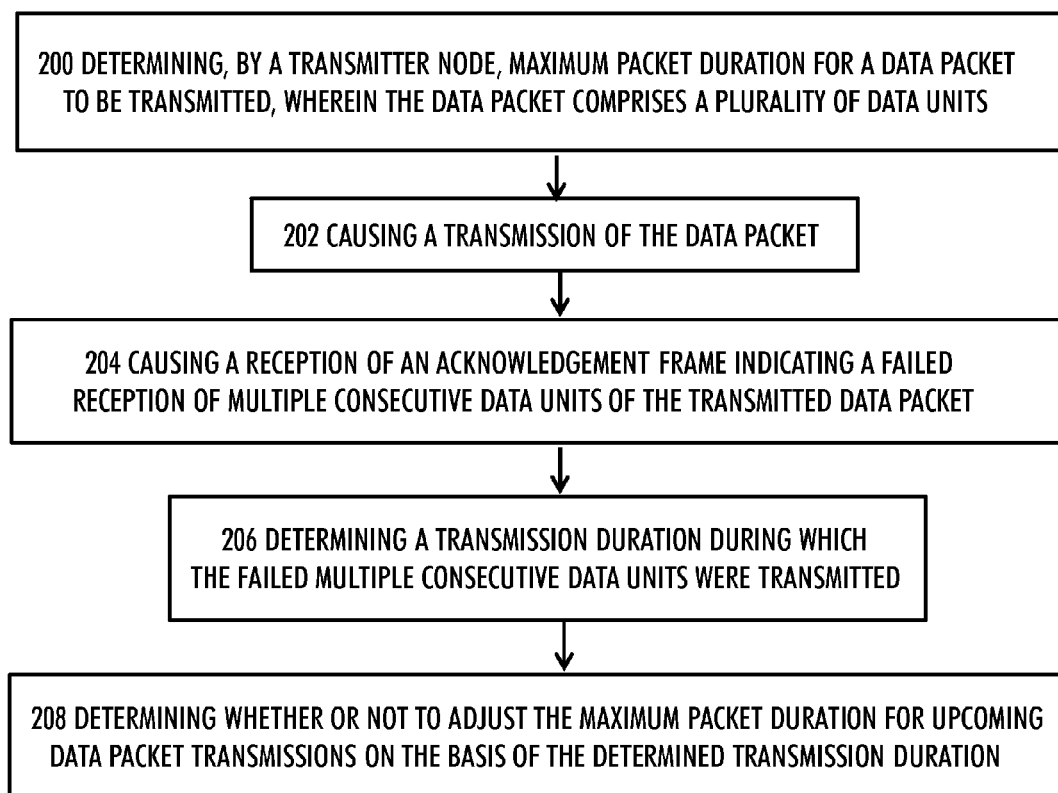 200 DETERMINING, BY A TRANSMITTER NODE, MAXIMUM PACKET DURATION FOR A DATA PACKET
TO BE TRANSMITTED, WHEREIN THE DATA PACKET COMPRISES A PLURALITY OF DATA UNITS
202 CAUSING A TRANSMISSION OF THE DATA PACKET
204 CAUSING A RECEPTION OF AN ACKNOWLEDGEMENT FRAME INDICATING A FAILED
RECEPTION OF MULTIPLE CONSECUTIVE DATA UNITS OF THE TRANSMITTED DATA PACKET
206 DETERMINING A TRANSMISSION DURATION DURING WHICH
THE FAILED MULTIPLE CONSECUTIVE DATA UNITS WERE TRANSMITTED
208 DETERMINING WHETHER OR NOT TO ADJUST THE MAXIMUM PACKET DURATION FOR UPCOMING
DATA PACKET TRANSMISSIONS ON THE BASIS OF THE DETERMINED TRANSMISSION DURATION